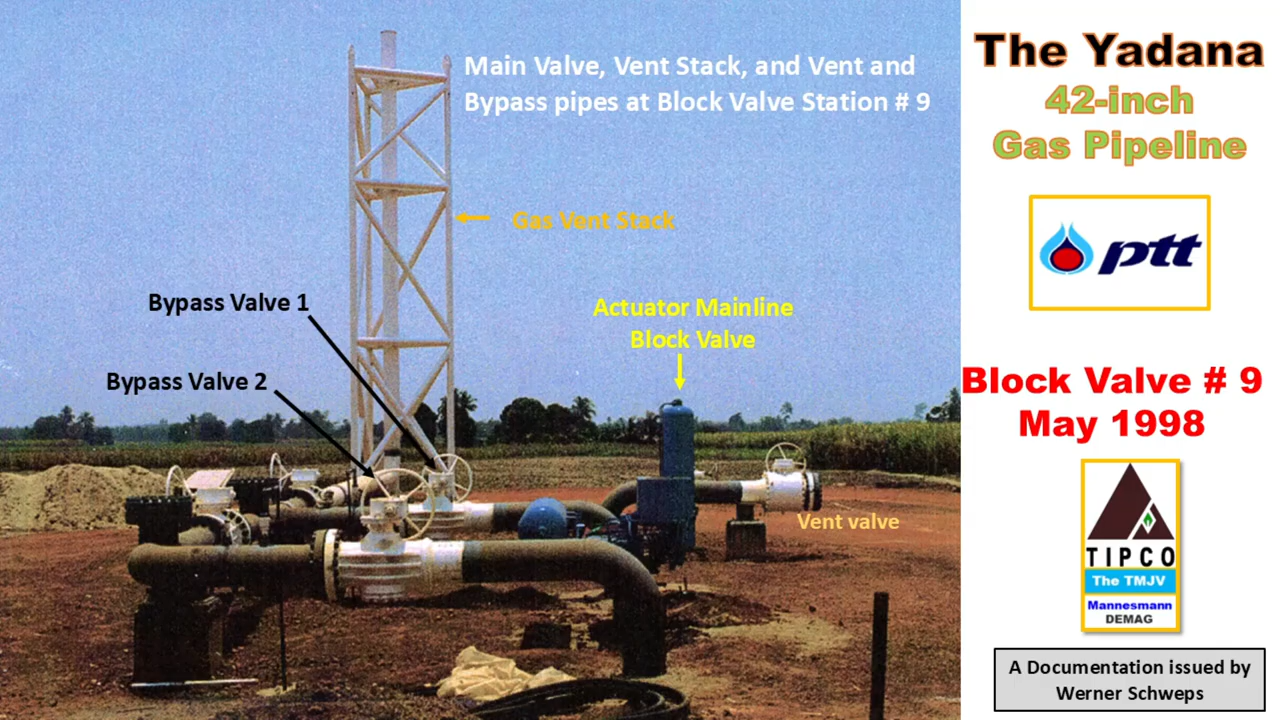 Main Valve, Vent Stack, and Vent and
Bypass pipes at Block Valve Station # 9
Gas Vent Stack
Bypass Valve 1
Actuator Mainline
Block Valve
Bypass Valve 2
Vent valve
The Yadana
42-inch
Gas Pipeline
ptt
Block Valve # 9
May 1998
TIPCO
The TMJV
Mannesmann
DEMAG
A Documentation issued by
Werner Schweps